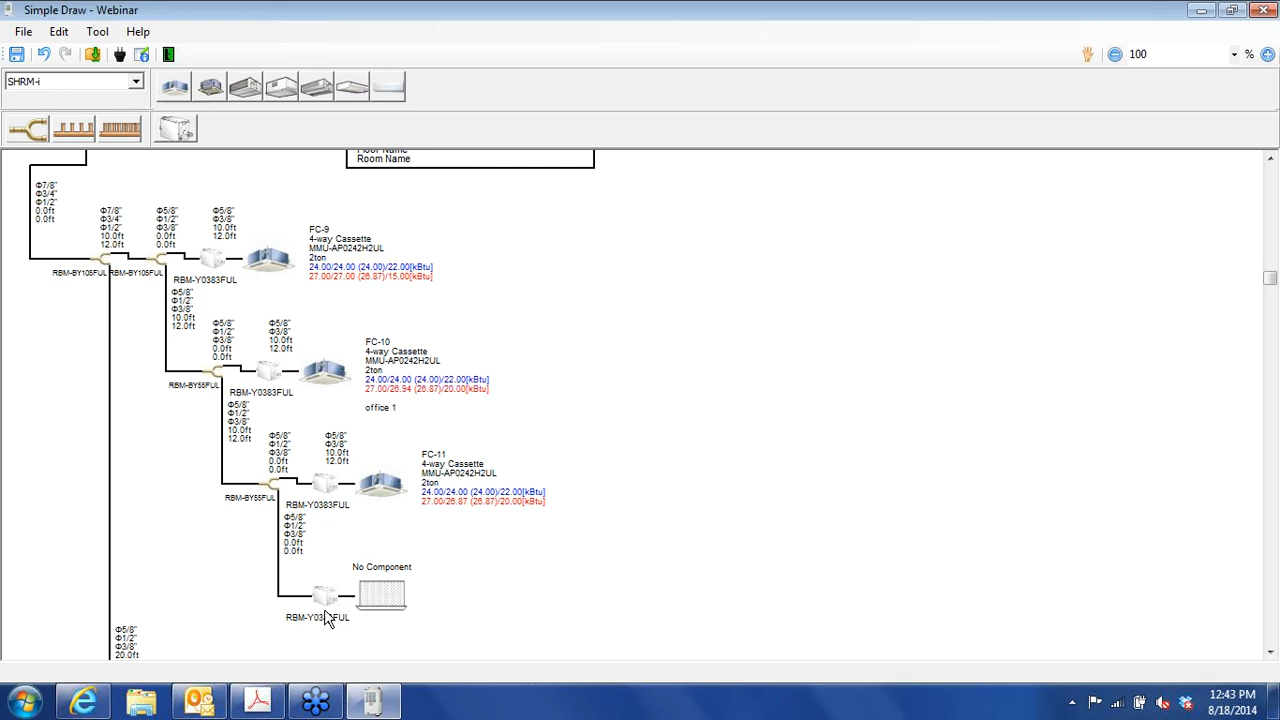 Simple Draw - Webinar
File Edit Tool Help
100 %
SHRM-i
Room Name
Φ7/8"
Φ3/4"
Φ1/2"
0.0ft
0.0ft
Φ7/8"
Φ3/4"
Φ1/2"
10.0ft
12.0ft
Φ5/8"
Φ1/2"
Φ3/8"
0.0ft
0.0ft
Φ5/8"
Φ3/8"
10.0ft
12.0ft
RBM-BY105FUL
RBM-BY105FUL
RBM-Y0383FUL
FC-9
4-way Cassette
MMU-AP0242H2UL
2ton
24.00/24.00 (24.00)/22.00[kBtu]
27.00/27.00 (26.87)/15.00[kBtu]
Φ5/8"
Φ1/2"
Φ3/8"
10.0ft
12.0ft
Φ5/8"
Φ1/2"
Φ3/8"
0.0ft
0.0ft
Φ5/8"
Φ3/8"
10.0ft
12.0ft
RBM-BY55FUL
RBM-Y0383FUL
FC-10
4-way Cassette
MMU-AP0242H2UL
2ton
24.00/24.00 (24.00)/22.00[kBtu]
27.00/26.94 (26.87)/20.00[kBtu]
office 1
Φ5/8"
Φ1/2"
Φ3/8"
10.0ft
12.0ft
Φ5/8"
Φ1/2"
Φ3/8"
0.0ft
0.0ft
Φ5/8"
Φ3/8"
10.0ft
12.0ft
RBM-BY55FUL
RBM-Y0383FUL
FC-11
4-way Cassette
MMU-AP0242H2UL
2ton
24.00/24.00 (24.00)/22.00[kBtu]
27.00/26.87 (26.87)/20.00[kBtu]
Φ5/8"
Φ1/2"
Φ3/8"
0.0ft
0.0ft
No Component
Φ5/8"
Φ1/2"
Φ3/8"
20.0ft
12:43 PM
8/18/2014